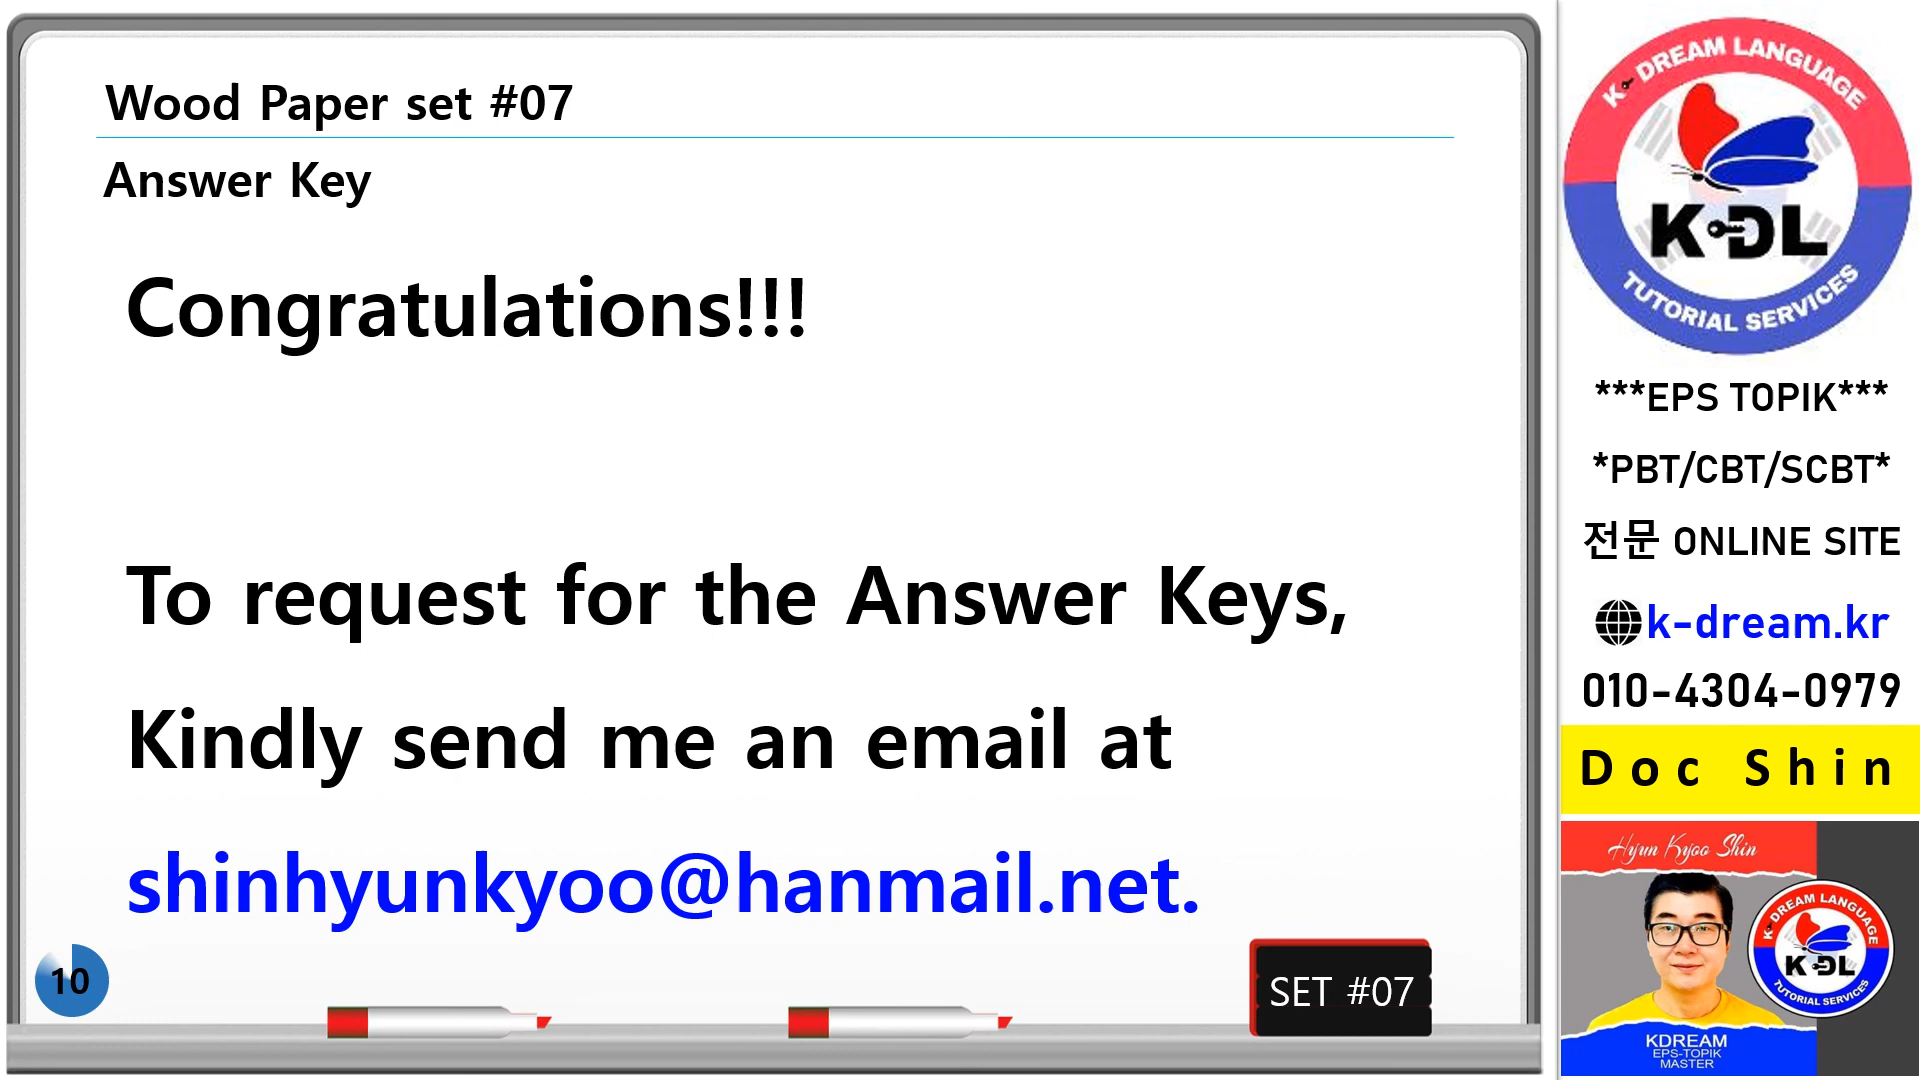 Wood Paper set #07
Answer Key
Congratulations!!!
To request for the Answer Keys,
Kindly send me an email at
shinhyunkyoo@hanmail.net.
10
SET #07
K DREAM LANGUAGE
K DL
TUTORIAL SERVICES
***EPS TOPIK***
*PBT/CBT/SCBT*
전문 ONLINE SITE
k-dream.kr
010-4304-0979
Doc Shin
Hyun Kyoo Shin
K DREAM LANGUAGE
K DL
TUTORIAL SERVICES
KDREAM
EPS-TOPIK
MASTER